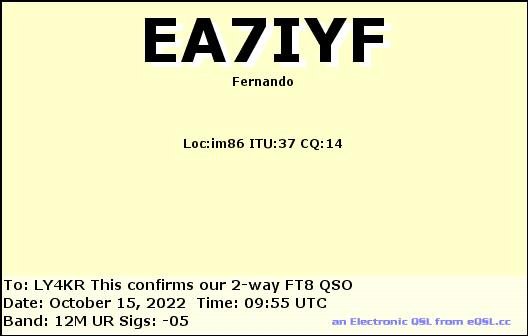 EA7IYF
Fernando
Loc:im86 ITU:37 CQ:14
To: LY4KR This confirms our 2-way FT8 QSO
Date: October 15, 2022 Time: 09:55 UTC
Band: 12M UR Sigs: -05
an Electronic QSL from eQSL.cc